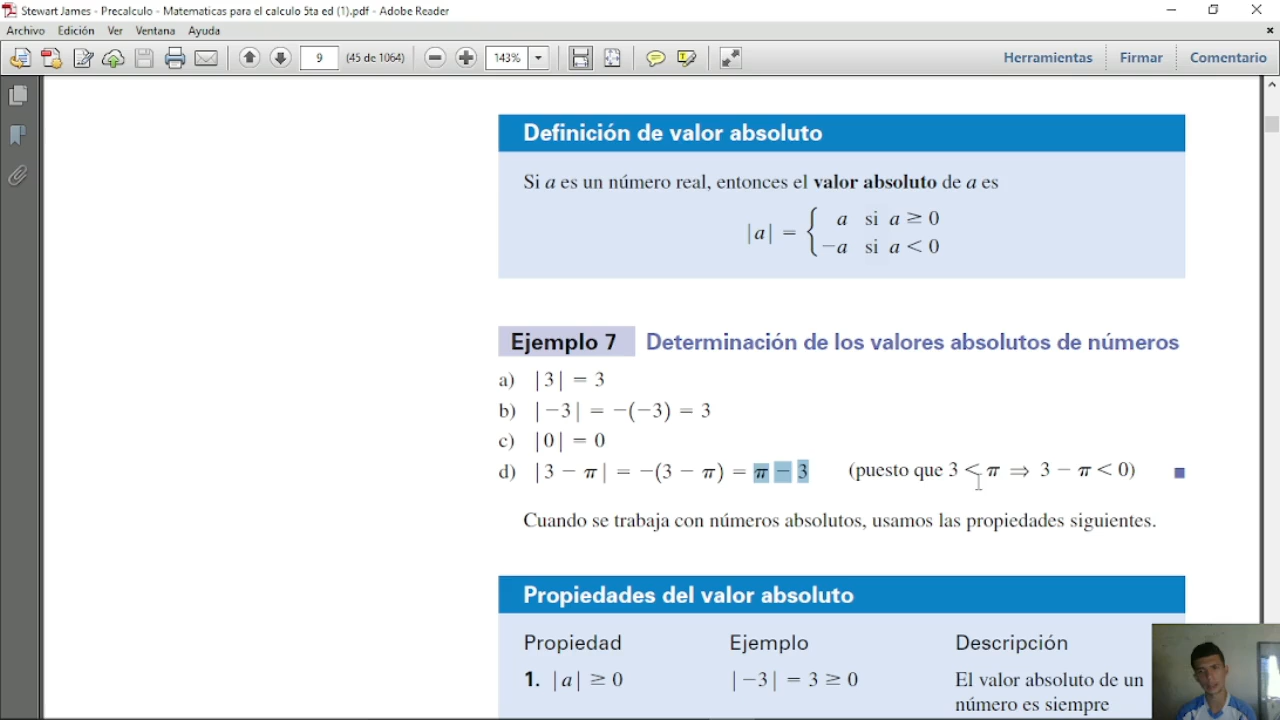 Stewart James - Precalculo - Matematicas para el calculo 5ta ed (1).pdf - Adobe Reader
Archivo Edición Ver Ventana Ayuda
9 (45 de 1064) 143% Herramientas Firmar Comentario
Definición de valor absoluto
Si a es un número real, entonces el valor absoluto de a es
|a| = { a si a ≥ 0
−a si a < 0
Ejemplo 7 Determinación de los valores absolutos de números
a) |3| = 3
b) |−3| = −(−3) = 3
c) |0| = 0
d) |3 − π| = −(3 − π) = π − 3 (puesto que 3 < π ⇒ 3 − π < 0)
Cuando se trabaja con números absolutos, usamos las propiedades siguientes.
Propiedades del valor absoluto
Propiedad Ejemplo Descripción
1. |a| ≥ 0 |−3| = 3 ≥ 0 El valor absoluto de un
número es siempre